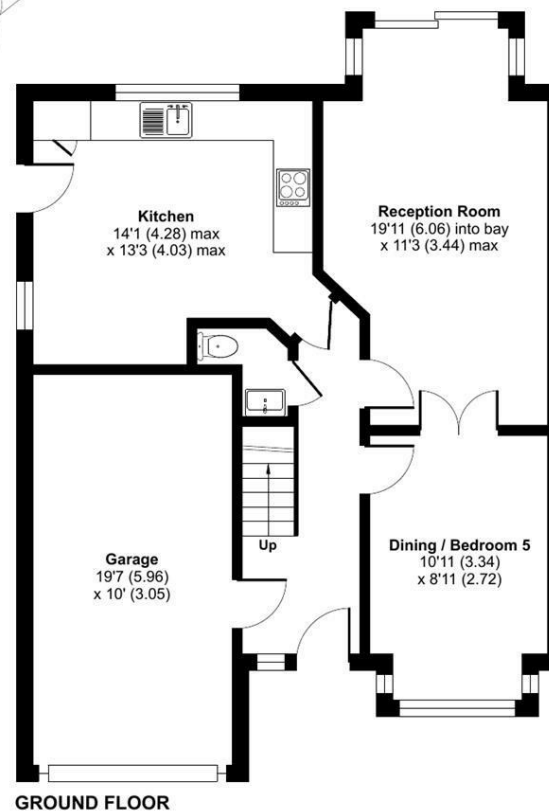 Kitchen
14'1 (4.28) max
x 13'3 (4.03) max
Reception Room
19'11 (6.06) into bay
x 11'3 (3.44) max
Up
Garage
19'7 (5.96)
x 10' (3.05)
Dining / Bedroom 5
10'11 (3.34)
x 8'11 (2.72)
GROUND FLOOR